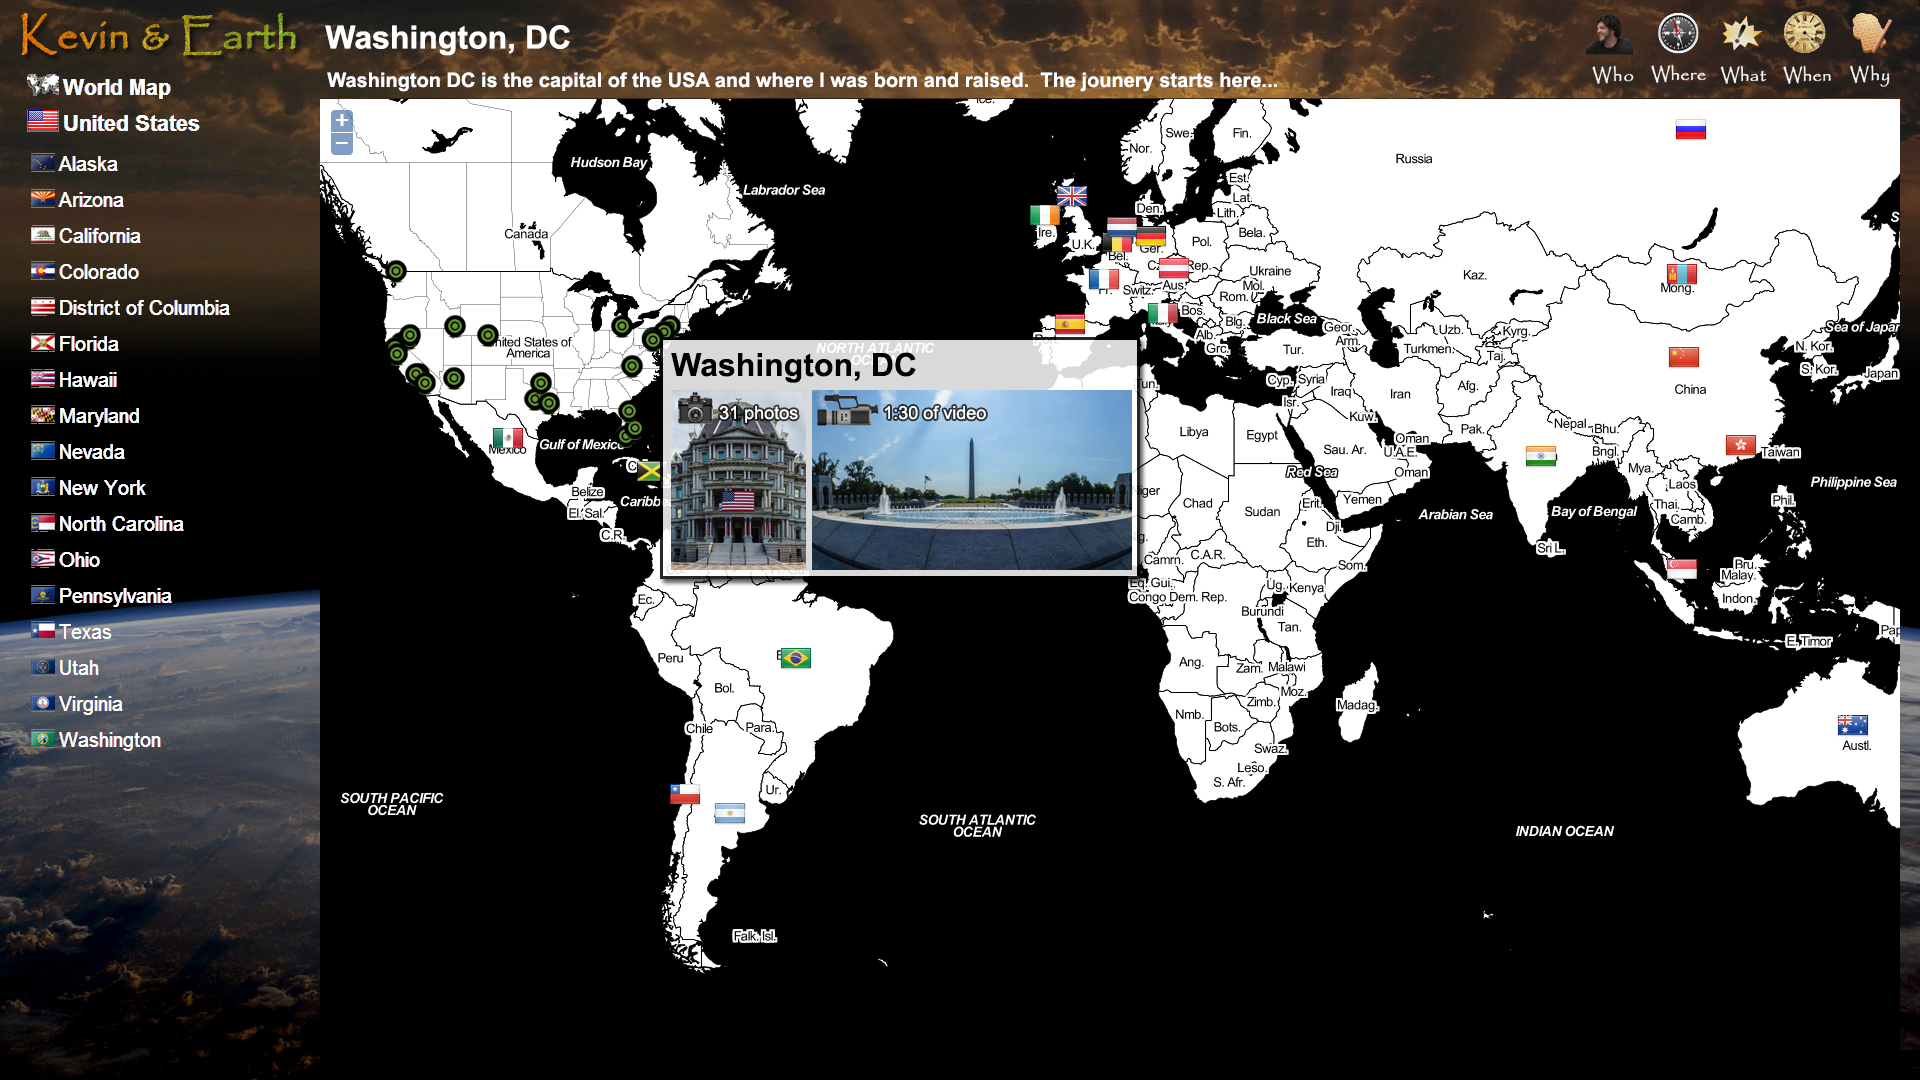 Kevin & Earth
Washington, DC
Washington DC is the capital of the USA and where I was born and raised.  The jounery starts here...
Who
Where
What
When
Why
World Map
United States
Alaska
Arizona
California
Colorado
District of Columbia
Florida
Hawaii
Maryland
Nevada
New York
North Carolina
Ohio
Pennsylvania
Texas
Utah
Virginia
Washington
+
−
Ice.
Hudson Bay
Labrador Sea
Canada
United States of
America
Mexico
Gulf of Mexico
Belize
El. Sal.
C.R.
NORTH ATLANTIC
Washington, DC
31 photos
1:30 of video
Swe.
Fin.
Nor.
Russia
Est.
Lat.
Den.
Lith.
Ire.
U.K.
Bela.
Pol.
Bel.
Ger.
Ukraine
Switz.
Aus.
Mol.
Rom.
Bos.
Blg.
Black Sea
Alb.
Grc.
Geor.
Arm.
Kaz.
Uzb.
Kyrg.
Turkmen.
Taj.
Mong.
Sea of Japan
N. Kor.
S. Kor.
Japan
China
Tur.
Cyp.
Syria
Isr.
Iraq
Iran
Afg.
Kuw.
Pak.
Nepal
Bhu.
Bngl.
Mya.
Taiwan
Libya
Egypt
Sau. Ar.
Oman
U.A.E.
Oman
Red Sea
Laos
Thai.
Camb.
Phil.
Philippine Sea
Chad
Sudan
Erit.
Yemen
Arabian Sea
Bay of Bengal
Dji.
Eth.
Sri L.
C.A.R.
Camrn.
Som.
Eq. Gui.
Congo Dem. Rep.
Ug.
Kenya
Burundi
Tan.
Bru.
Malay.
Indon.
E. Timor
Ang.
Zam.
Malawi
Moz.
Zimb.
Madag.
Nmb.
Bots.
Swaz.
Leso.
S. Afr.
Austl.
Ec.
Peru
Bol.
Chile
Para.
Ur.
Falk. Isl.
SOUTH PACIFIC
OCEAN
SOUTH ATLANTIC
OCEAN
INDIAN OCEAN